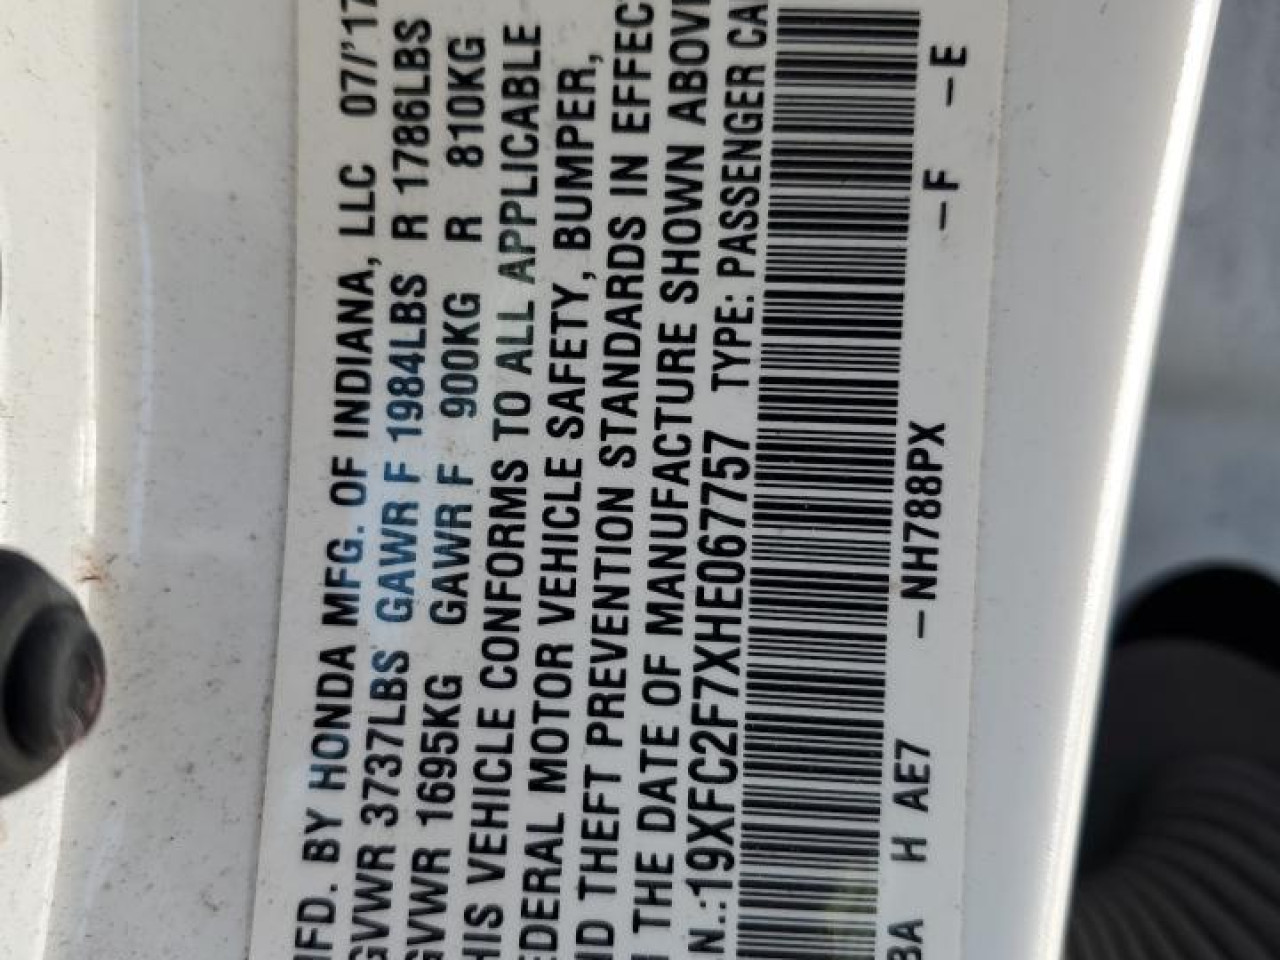 MFD. BY HONDA MFG. OF INDIANA, LLC 07/'17
GVWR 3737LBS GAWR F 1984LBS R 1786LBS
GVWR 1695KG GAWR F 900KG R 810KG
HIS VEHICLE CONFORMS TO ALL APPLICABLE
EDERAL MOTOR VEHICLE SAFETY, BUMPER,
ND THEFT PREVENTION STANDARDS IN EFFEC
N THE DATE OF MANUFACTURE SHOWN ABOVE
.N.:19XFC2F7XHE067757 TYPE: PASSENGER CA
BA H AE7 –NH788PX –F –E